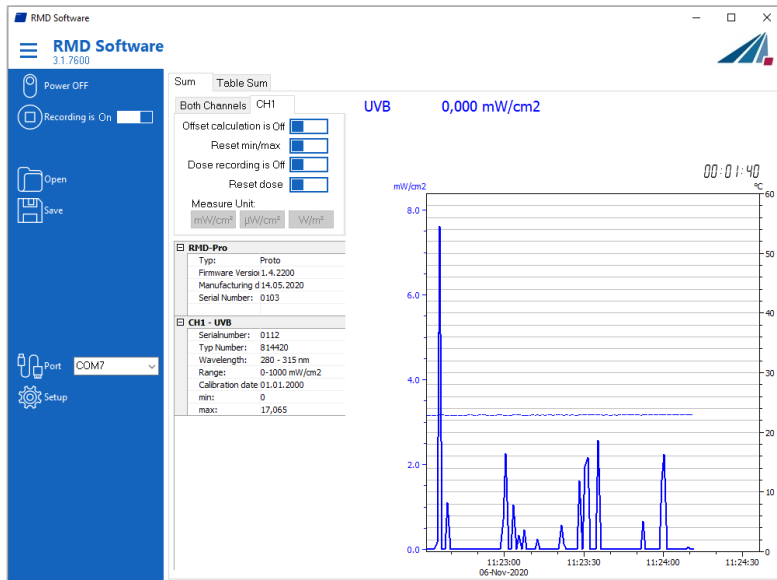 RMD Software
RMD Software
3.1.7600
Power OFF
Recording is On
Open
Save
Port COM7
Setup
Sum Table Sum
Both Channels CH1
Offset calculation is Off
Reset min/max
Dose recording is Off
Reset dose
Measure Unit:
mW/cm² µW/cm² W/m²
RMD-Pro
Typ: Proto
Firmware Versio 1.4.2200
Manufacturing d 14.05.2020
Serial Number: 0103
CH1 - UVB
Serialnumber: 0112
Typ Number: 814420
Wavelength: 280 - 315 nm
Range: 0-1000 mW/cm2
Calibration date 01.01.2000
min: 0
max: 17,065
UVB 0,000 mW/cm2
00:01:40
mW/cm2 °C
8.0
6.0
4.0
2.0
0.0
60
50
40
30
20
10
0
11:23:00 11:23:30 11:24:00 11:24:30
06-Nov-2020